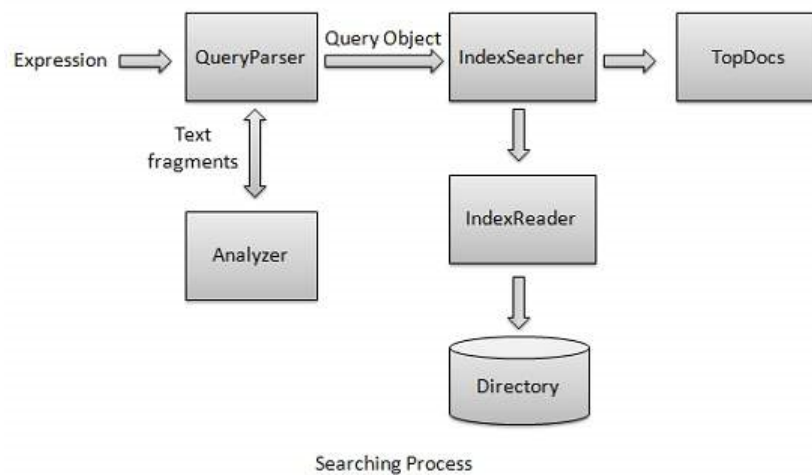 Expression
QueryParser
Query Object
IndexSearcher
TopDocs
Text
fragments
IndexReader
Analyzer
Directory
Searching Process